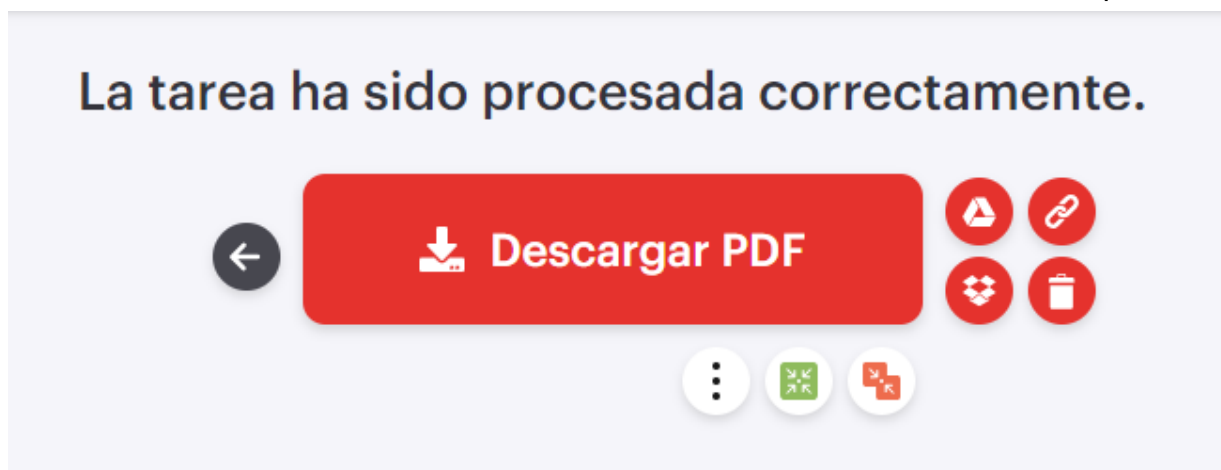 La tarea ha sido procesada correctamente.
Descargar PDF